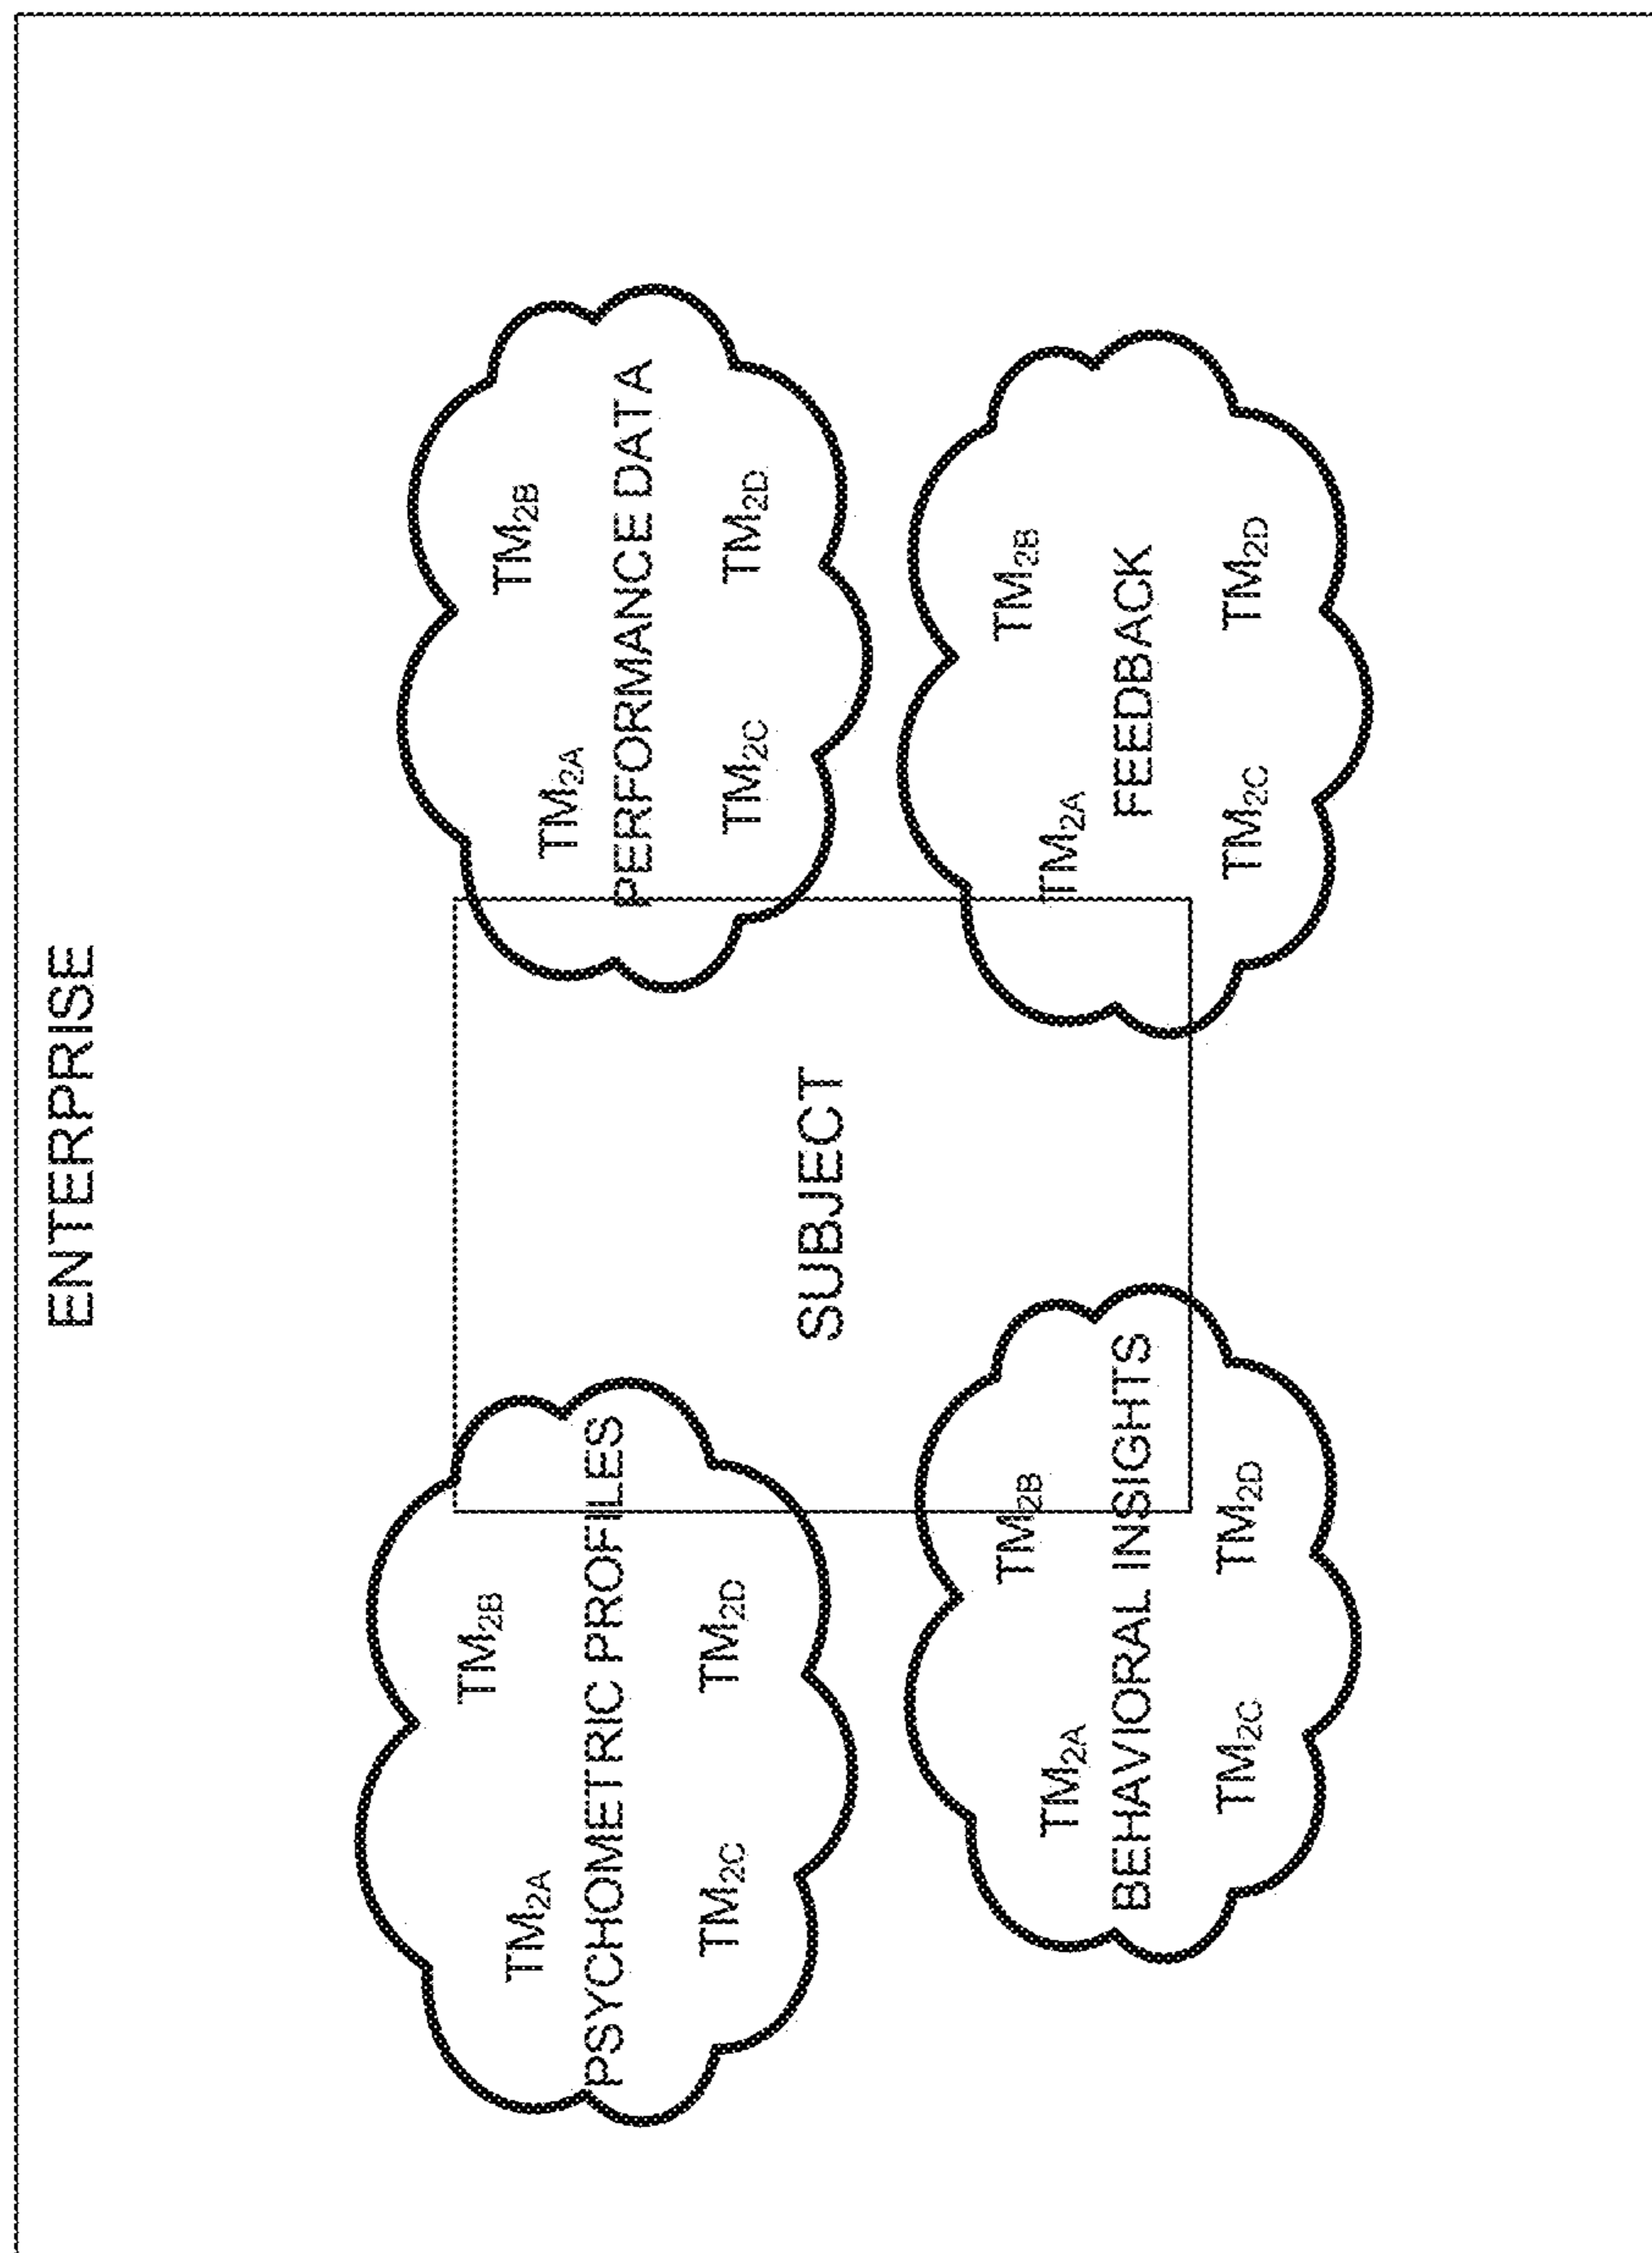 ENTERPRISE
TM2A
TM2B
PSYCHOMETRIC PROFILES
TM2C
TM2D
TM2A
TM2B
PERFORMANCE DATA
TM2C
TM2D
SUBJECT
TM2A
TM2B
BEHAVIORAL INSIGHTS
TM2C
TM2D
TM2A
TM2B
FEEDBACK
TM2C
TM2D